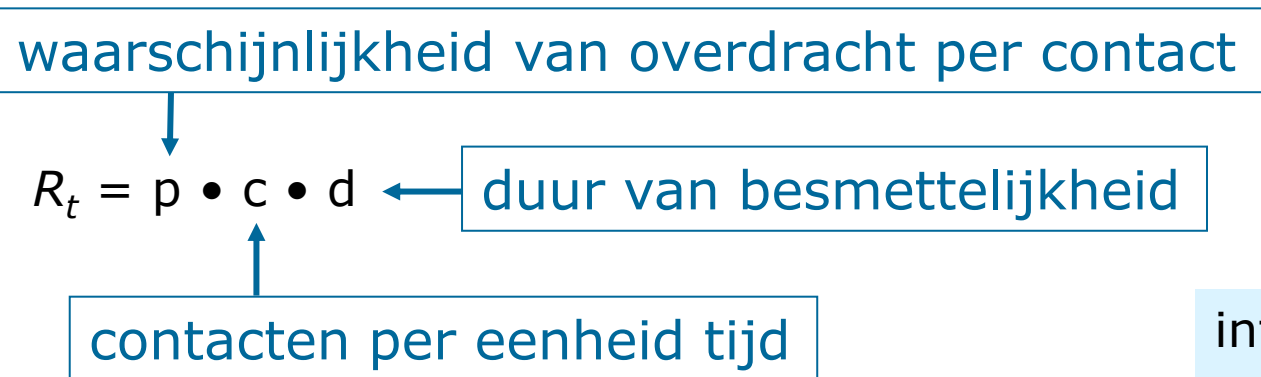 waarschijnlijkheid van overdracht per contact
Rₜ = p • c • d
duur van besmettelijkheid
contacten per eenheid tijd